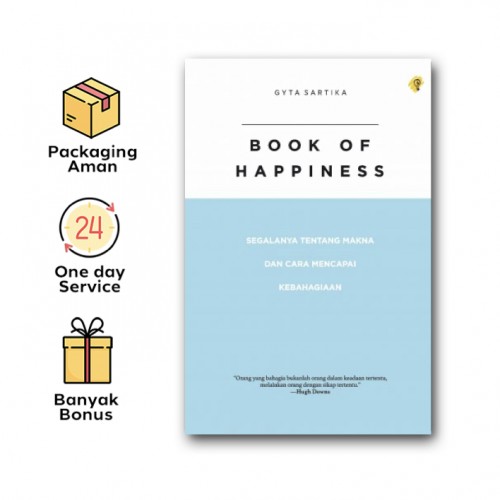 Packaging
Aman
24
One day
Service
Banyak
Bonus
GYTA SARTIKA
BOOK OF
HAPPINESS
SEGALANYA TENTANG MAKNA
DAN CARA MENCAPAI
KEBAHAGIAAN
"Orang yang bahagia bukanlah orang dalam keadaan tertentu,
melainkan orang dengan sikap tertentu."
—Hugh Downs